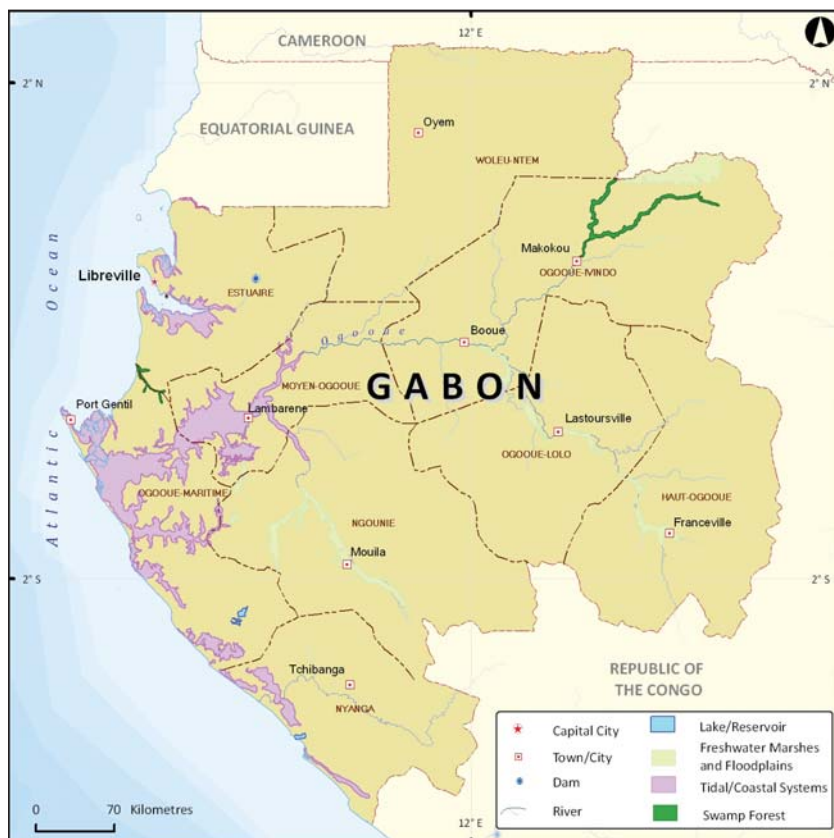 CAMEROON
12° E
2° N
2° N
Oyem
EQUATORIAL GUINEA
WOLEU-NTEM
Makokou
OGOOUE-IVINDO
Libreville
ESTUAIRE
Atlantic Ocean
Ogooue
Booue
MOYEN-OGOOUE
GABON
Port Gentil
Lambarene
Lastoursville
OGOOUE-LOLO
OGOOUE-MARITIME
HAUT-OGOOUE
NGOUNIE
Franceville
Mouila
2° S
2° S
Tchibanga
NYANGA
REPUBLIC OF
THE CONGO
Capital City
Town/City
Dam
River
Lake/Reservoir
Freshwater Marshes
and Floodplains
Tidal/Coastal Systems
Swamp Forest
0 70 Kilometres
12° E